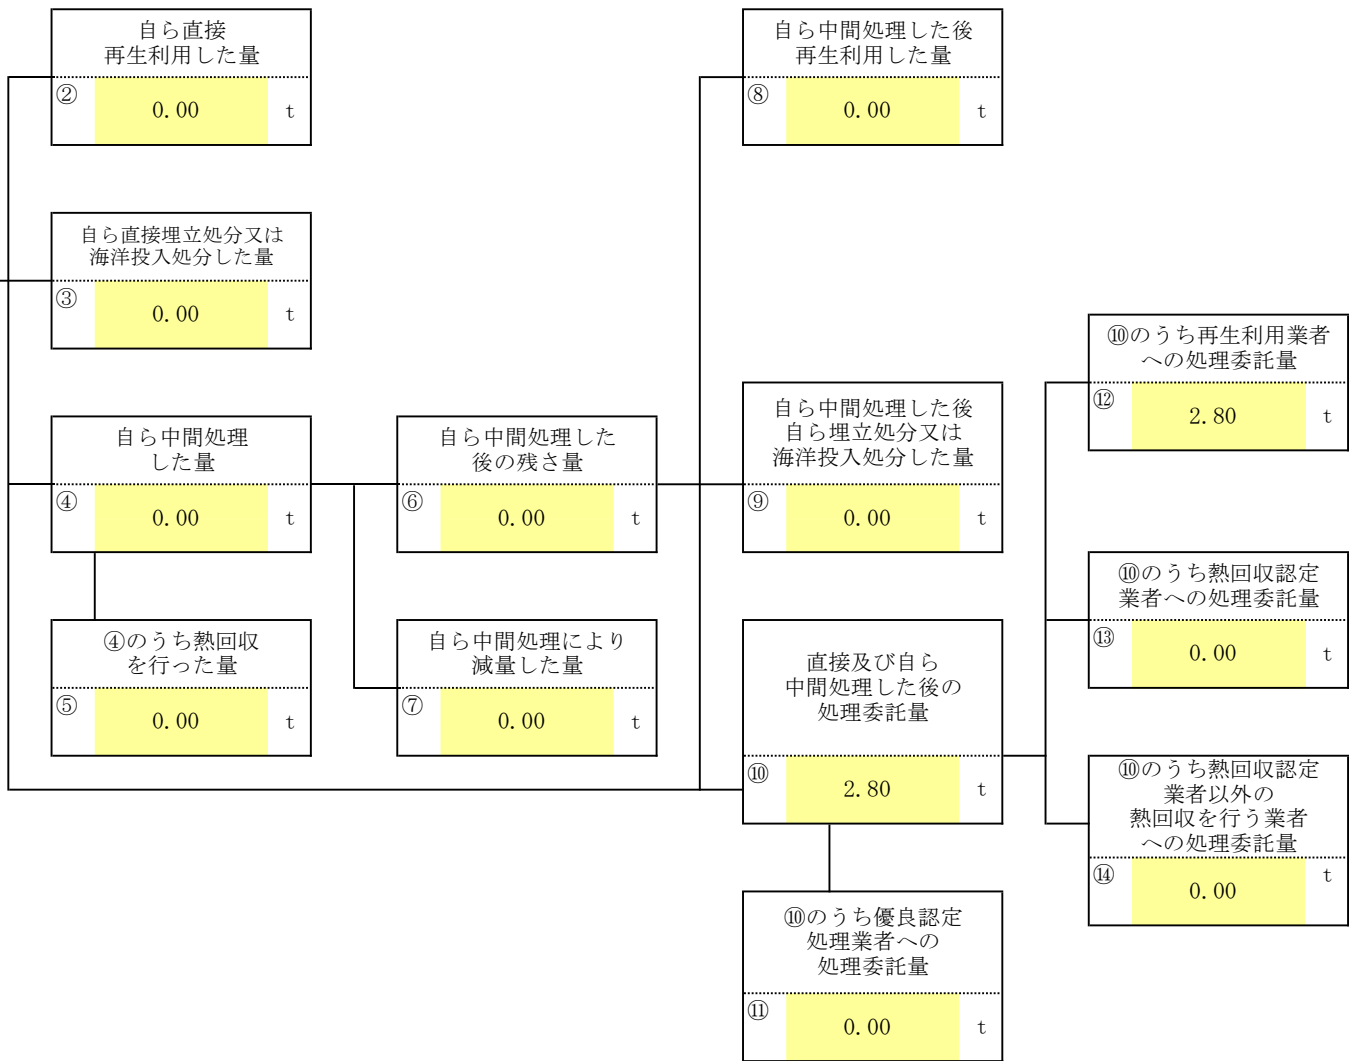 自ら直接
再生利用した量
②
0.00
t
自ら中間処理した後
再生利用した量
⑧
0.00
t
自ら直接埋立処分又は
海洋投入処分した量
③
0.00
t
⑩のうち再生利用業者
への処理委託量
⑫
2.80
t
自ら中間処理
した量
④
0.00
t
自ら中間処理した
後の残さ量
⑥
0.00
t
自ら中間処理した後
自ら埋立処分又は
海洋投入処分した量
⑨
0.00
t
⑩のうち熱回収認定
業者への処理委託量
⑬
0.00
t
④のうち熱回収
を行った量
⑤
0.00
t
自ら中間処理により
減量した量
⑦
0.00
t
直接及び自ら
中間処理した後の
処理委託量
⑩
2.80
t
⑩のうち熱回収認定
業者以外の
熱回収を行う業者
への処理委託量
⑭
0.00
t
⑩のうち優良認定
処理業者への
処理委託量
⑪
0.00
t